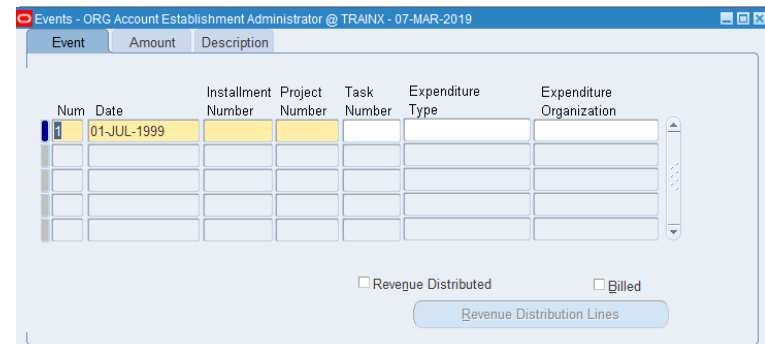 Events - ORG Account Establishment Administrator @ TRAINX - 07-MAR-2019
Event Amount Description
Installment Project Task Expenditure Expenditure
Num Date Number Number Number Type Organization
1 01-JUL-1999
Revenue Distributed Billed
Revenue Distribution Lines